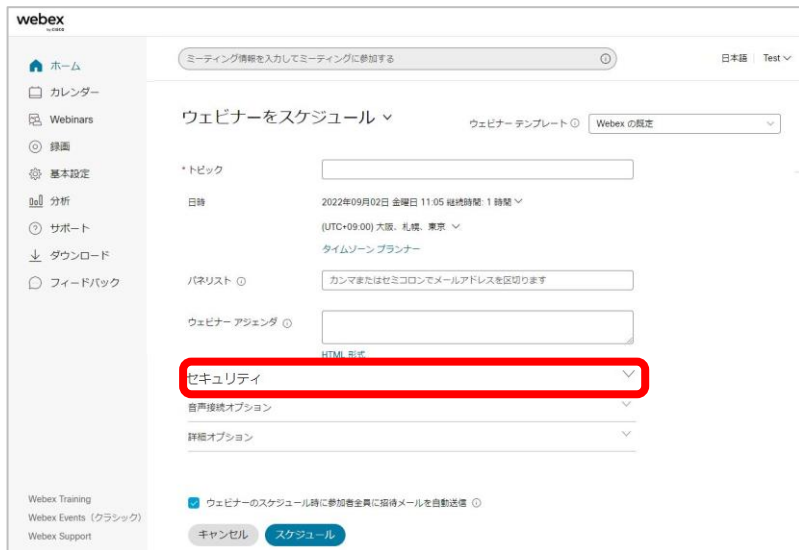 webex
by CISCO
ミーティング情報を入力してミーティングに参加する
日本語
Test
ホーム
カレンダー
Webinars
録画
基本設定
分析
サポート
ダウンロード
フィードバック
Webex Training
Webex Events（クラシック）
Webex Support
ウェビナーをスケジュール
ウェビナー テンプレート
Webex の既定
* トピック
日時
2022年09月02日 金曜日 11:05 継続時間: 1 時間
(UTC+09:00) 大阪、札幌、東京
タイムゾーン プランナー
パネリスト
カンマまたはセミコロンでメールアドレスを区切ります
ウェビナー アジェンダ
HTML 形式
セキュリティ
音声接続オプション
詳細オプション
ウェビナーのスケジュール時に参加者全員に招待メールを自動送信
キャンセル
スケジュール